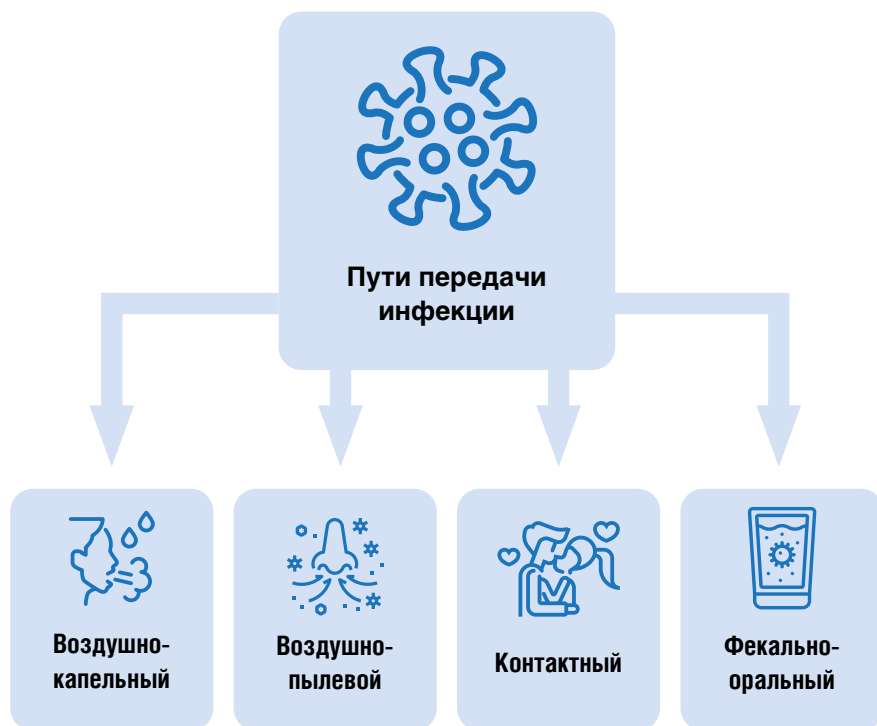 Пути передачи
инфекции
Воздушно-
капельный
Воздушно-
пылевой
Контактный
Фекально-
оральный